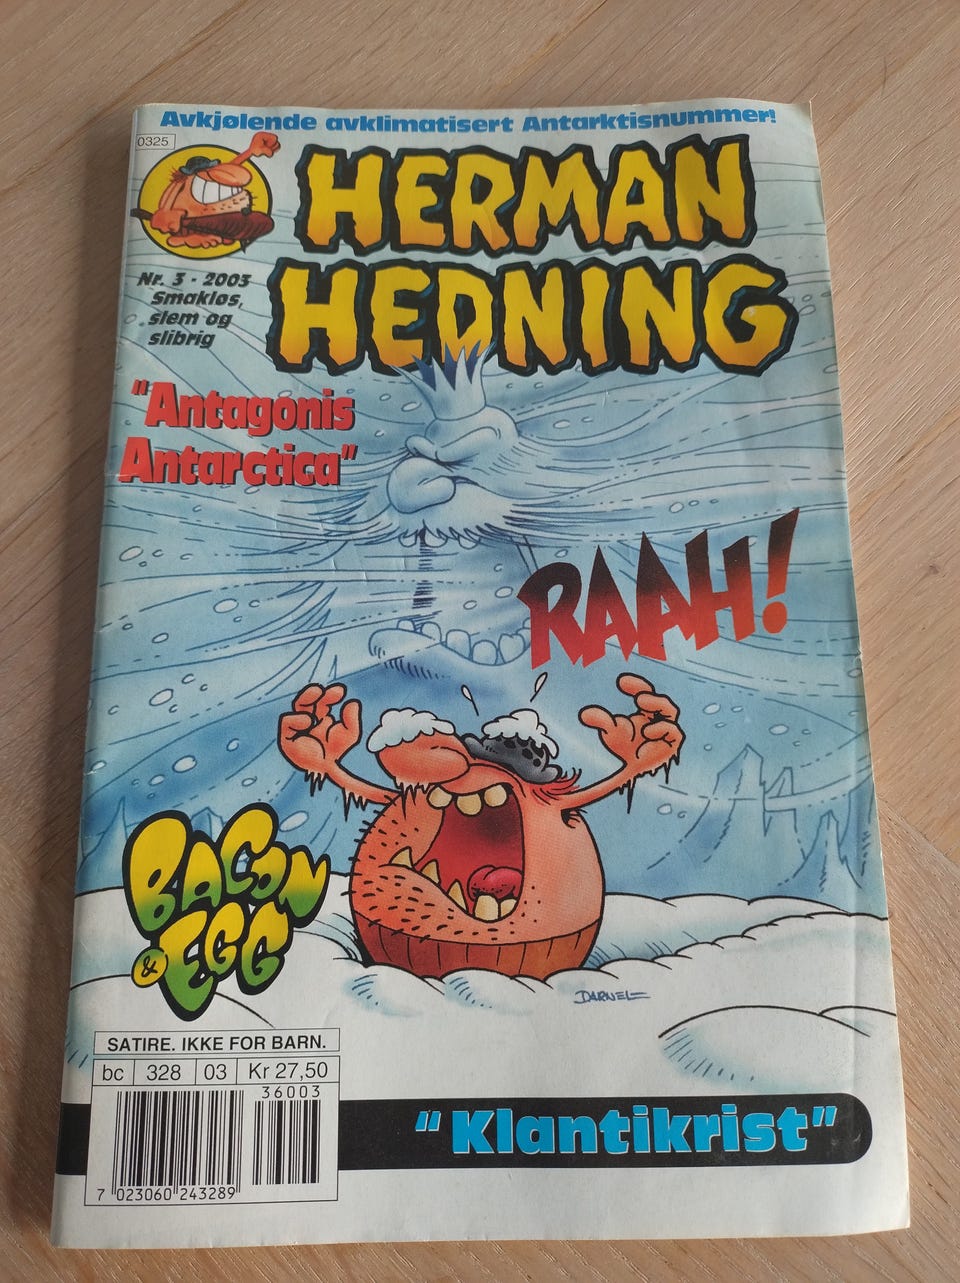 Avkjølende avklimatisert Antarktisnummer!
0325
HERMAN
HEDNING
Nr. 3 - 2003
Smakløs,
slem og
slibrig
"Antagonis
Antarctica"
RAAH!
BACON
& EGG
DARNEL
SATIRE. IKKE FOR BARN.
bc 328 03 Kr 27,50
36003
"Klantikrist"
7 023060 243289